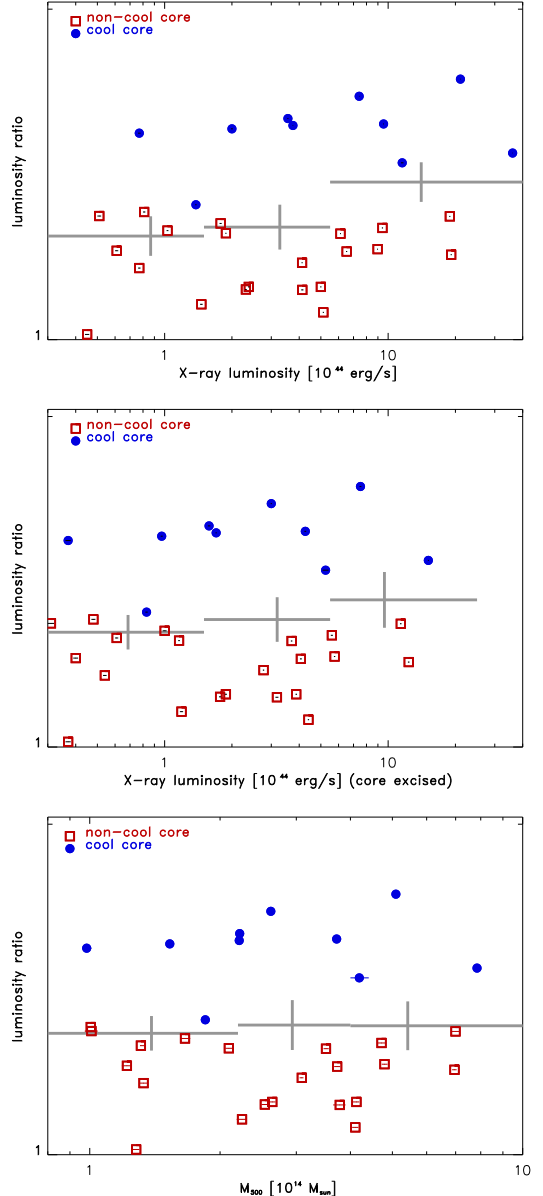 non-cool core
cool core
luminosity ratio
1
1 10
X-ray luminosity [10⁴⁴ erg/s]
non-cool core
cool core
luminosity ratio
1
1 10
X-ray luminosity [10⁴⁴ erg/s] (core excised)
non-cool core
cool core
luminosity ratio
1
1 10
M₅₀₀ [10¹⁴ Mₛᵤₙ]